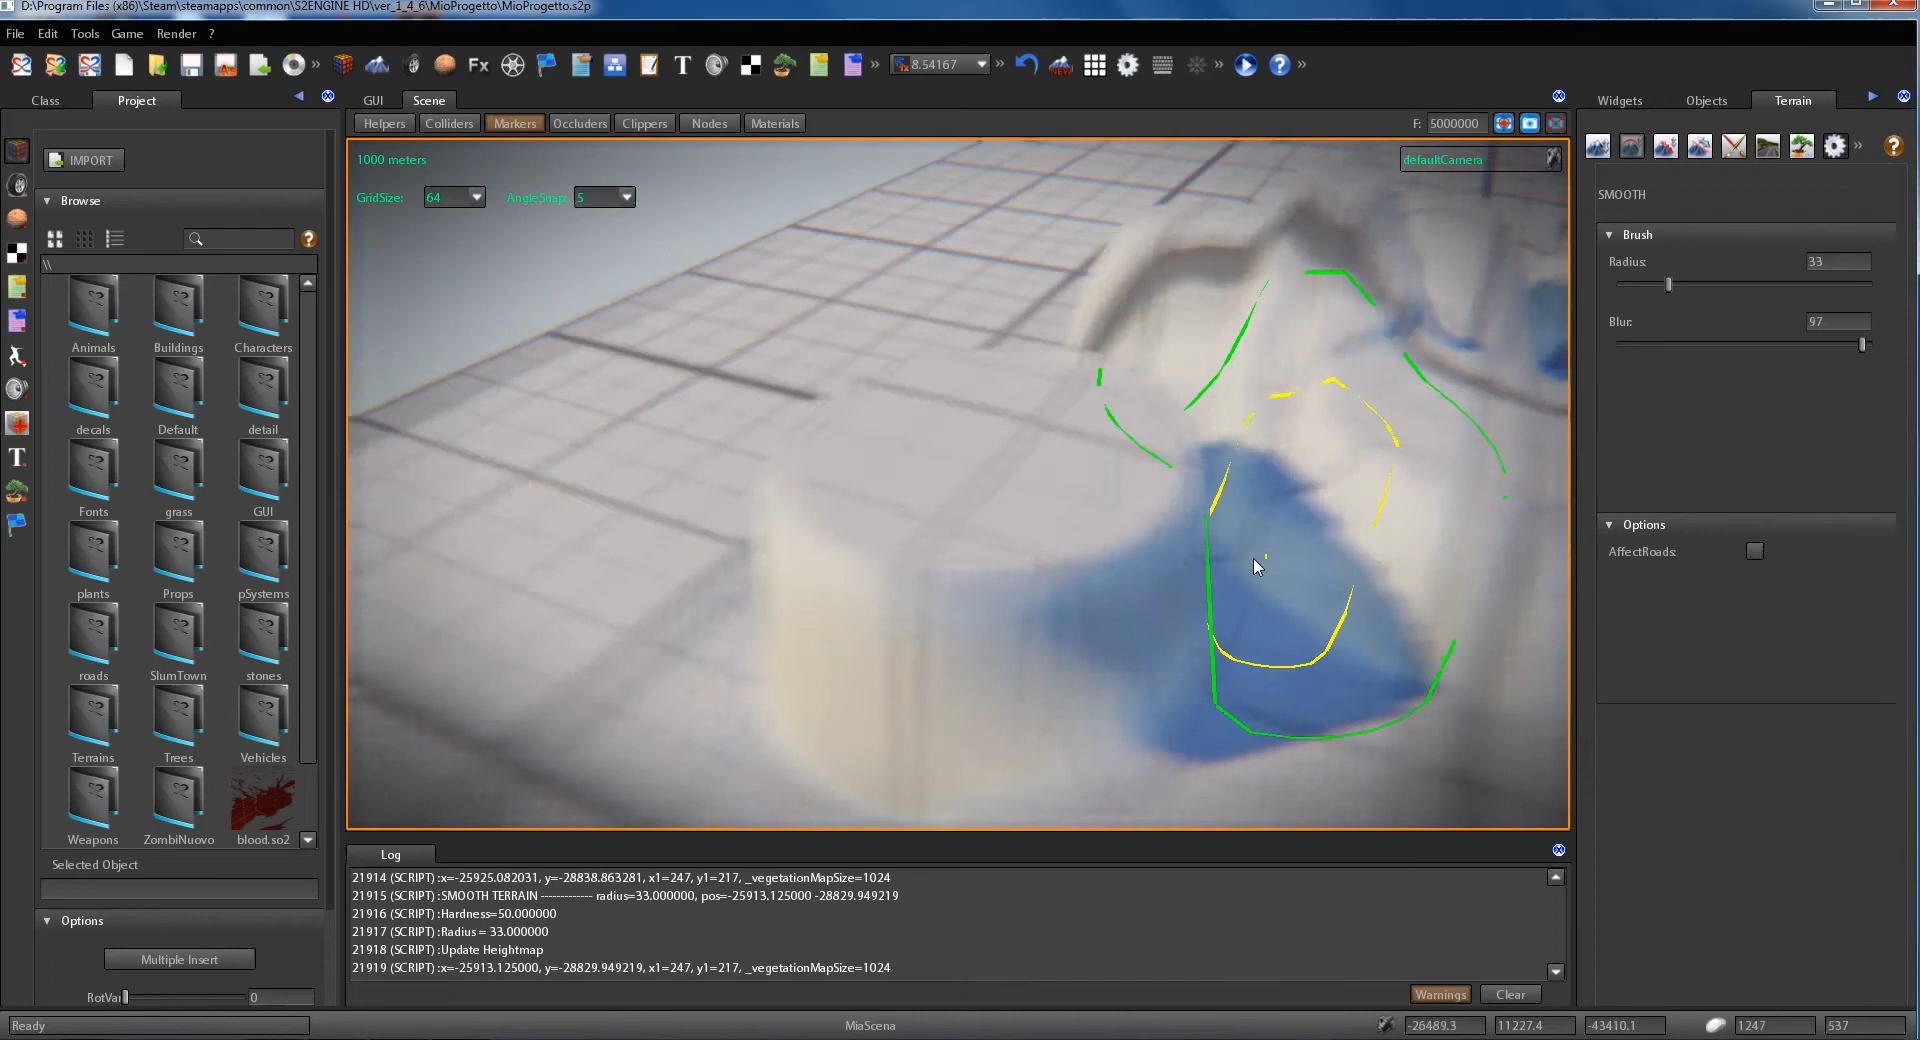 D:\Program Files (x86)\Steam\steamapps\common\S2ENGINE HD\ver_1_4_6\MioProgetto\MioProgetto.s2p
File Edit Tools Game Render ?
Fx T 8.54167
Class Project
GUI Scene
Widgets Objects Terrain
Helpers Colliders Markers Occluders Clippers Nodes Materials F: 5000000
IMPORT
1000 meters
defaultCamera
GridSize: 64 AngleSnap: 5
SMOOTH
Browse
\\
Brush
Radius: 33
Blur: 97
Animals Buildings Characters
decals Default detail
Fonts grass GUI
plants Props pSystems
roads SlumTown stones
Terrains Trees Vehicles
Weapons ZombiNuovo blood.so2
T
Options
AffectRoads:
Selected Object
Options
Multiple Insert
RotVar 0
Log
21914 (SCRIPT) :x=-25925.082031, y=-28838.863281, x1=247, y1=217, _vegetationMapSize=1024
21915 (SCRIPT) :SMOOTH TERRAIN ------------- radius=33.000000, pos=-25913.125000 -28829.949219
21916 (SCRIPT) :Hardness=50.000000
21917 (SCRIPT) :Radius = 33.000000
21918 (SCRIPT) :Update Heightmap
21919 (SCRIPT) :x=-25913.125000, y=-28829.949219, x1=247, y1=217, _vegetationMapSize=1024
Warnings Clear
Ready MiaScena -26489.3 11227.4 -43410.1 1247 537